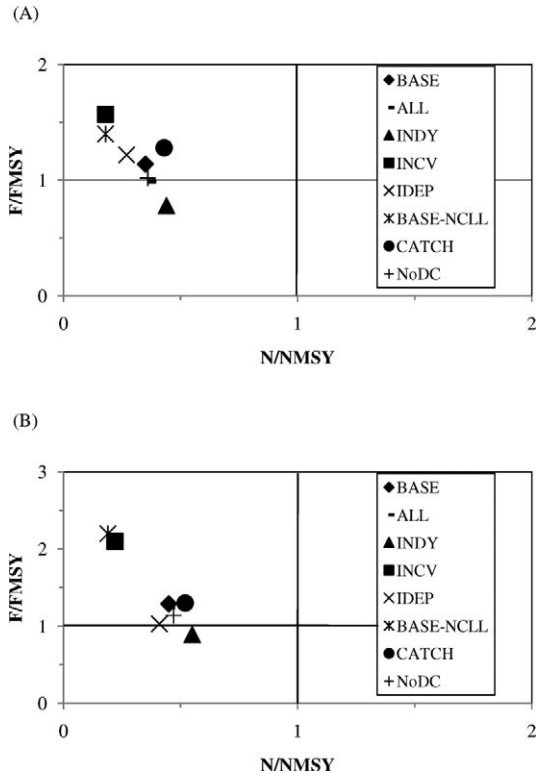 (A)
2
1
0
F/FMSY
0
1
2
N/NMSY
BASE
ALL
INDY
INCV
IDEP
BASE-NCLL
CATCH
NoDC
(B)
3
2
1
0
F/FMSY
0
1
2
N/NMSY
BASE
ALL
INDY
INCV
IDEP
BASE-NCLL
CATCH
NoDC